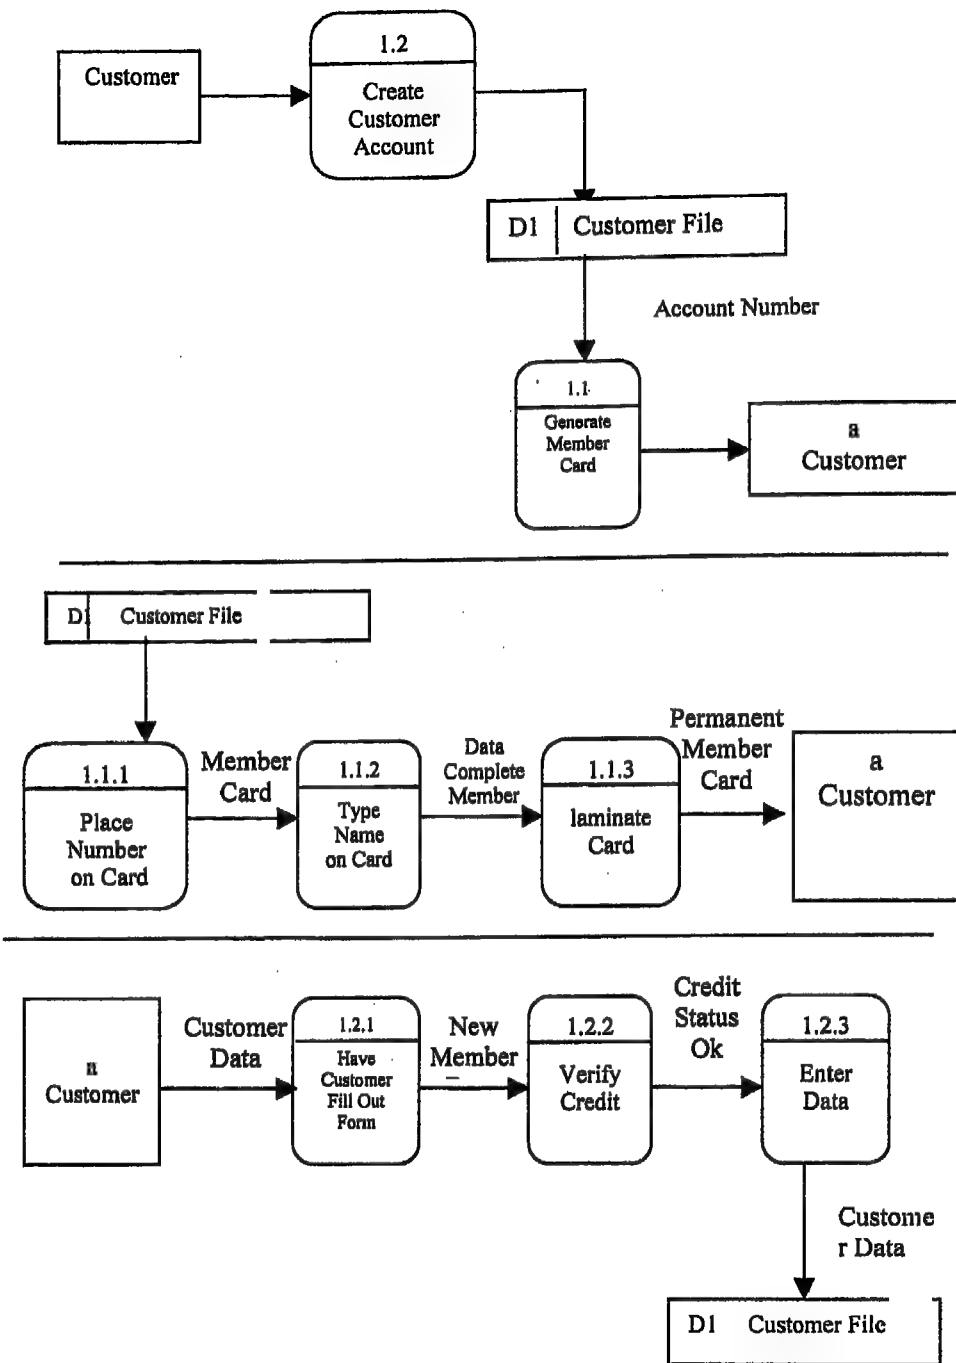 Customer
1.2
Create
Customer
Account
D1 Customer File
Account Number
1.1
Generate
Member
Card
a
Customer
D1 Customer File
1.1.1
Place
Number
on Card
Member
Card
1.1.2
Type
Name
on Card
Data
Complete
Member
1.1.3
laminate
Card
Permanent
Member
Card
a
Customer
a
Customer
Customer
Data
1.2.1
Have
Customer
Fill Out
Form
New
Member
1.2.2
Verify
Credit
Credit
Status
Ok
1.2.3
Enter
Data
Custome
r Data
D1 Customer File